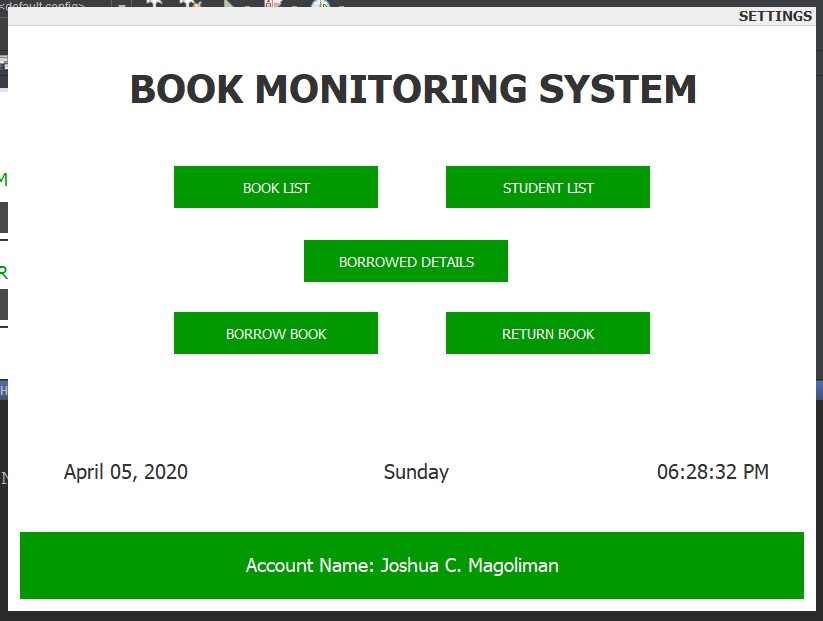 <default config>
SETTINGS
BOOK MONITORING SYSTEM
BOOK LIST
STUDENT LIST
BORROWED DETAILS
BORROW BOOK
RETURN BOOK
April 05, 2020
Sunday
06:28:32 PM
Account Name: Joshua C. Magoliman